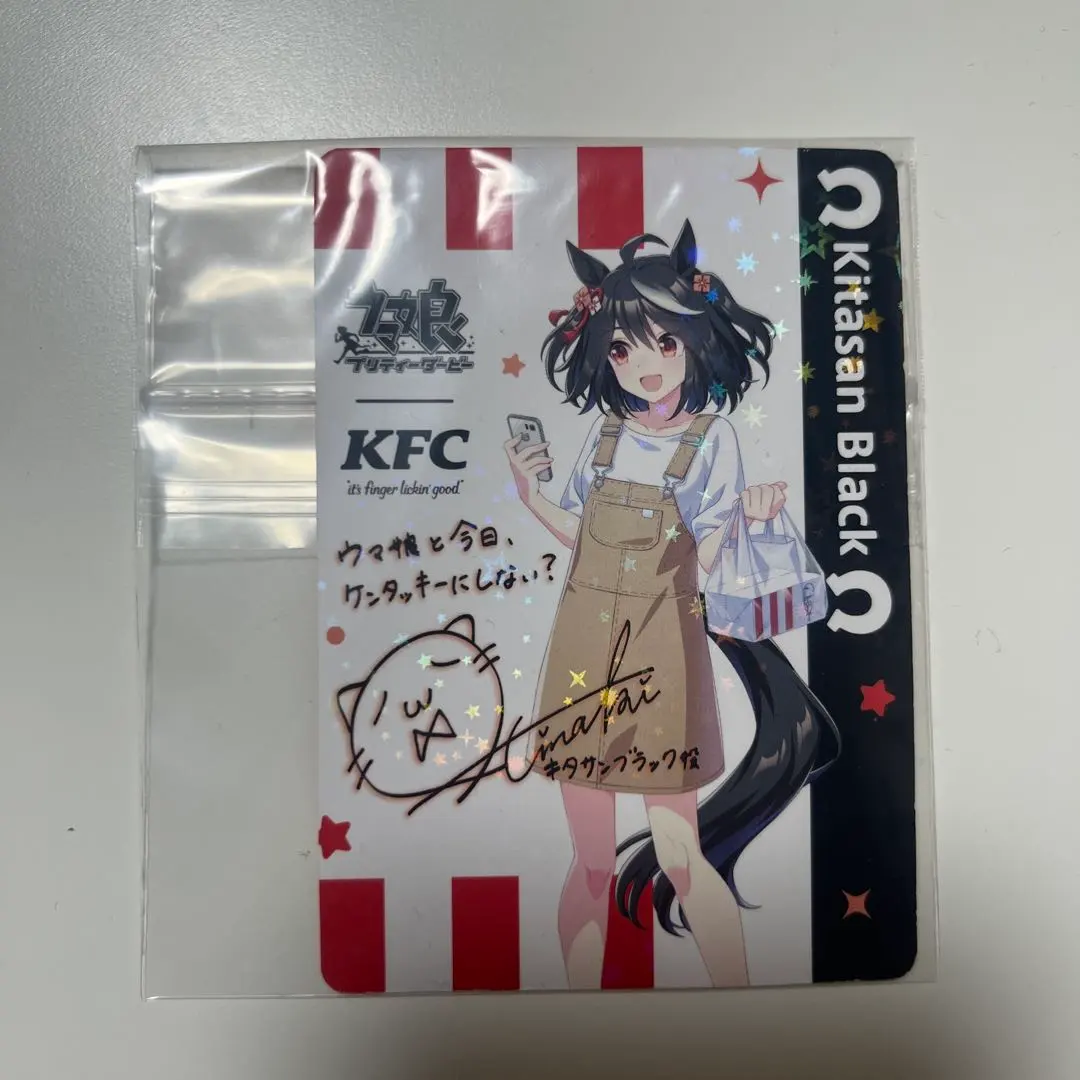 ウマ娘
プリティーダービー
KFC
"it's finger lickin' good"
ウマ娘と今日、
ケンタッキーにしない?
Hinaki
キタサンブラック役
Kitasan Black